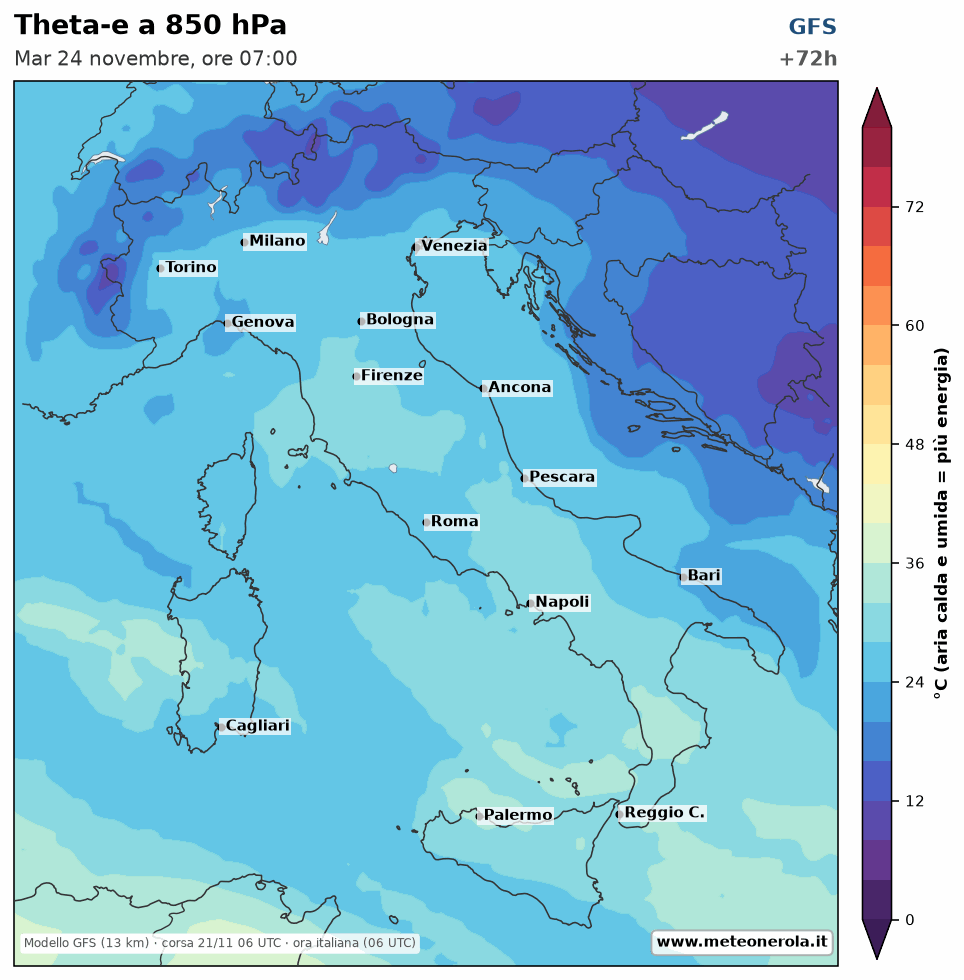 Theta-e a 850 hPa
GFS
Mar 24 novembre, ore 07:00
+72h
Milano
Venezia
Torino
Genova
Bologna
Firenze
Ancona
Pescara
Roma
Bari
Napoli
Cagliari
Palermo
Reggio C.
72
60
48
36
24
12
0
°C (aria calda e umida = più energia)
Modello GFS (13 km) · corsa 21/11 06 UTC · ora italiana (06 UTC)
www.meteonerola.it